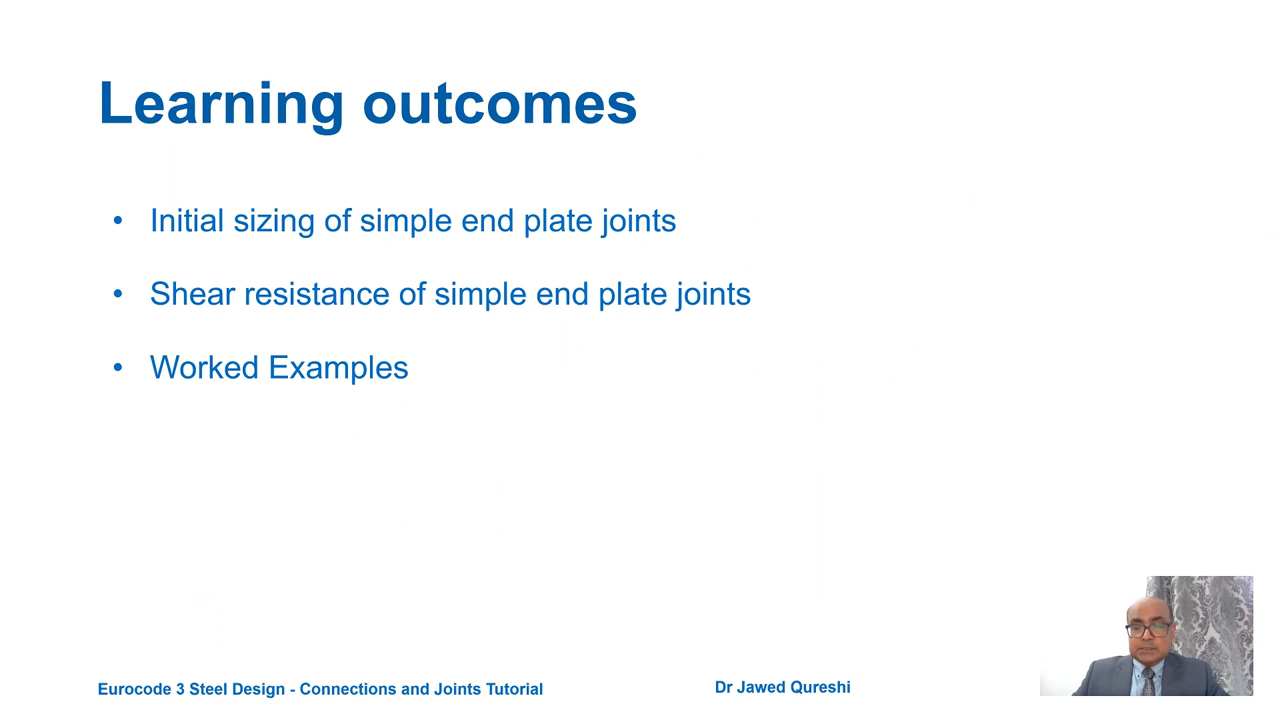 Learning outcomes
• Initial sizing of simple end plate joints
• Shear resistance of simple end plate joints
• Worked Examples
Eurocode 3 Steel Design - Connections and Joints Tutorial
Dr Jawed Qureshi